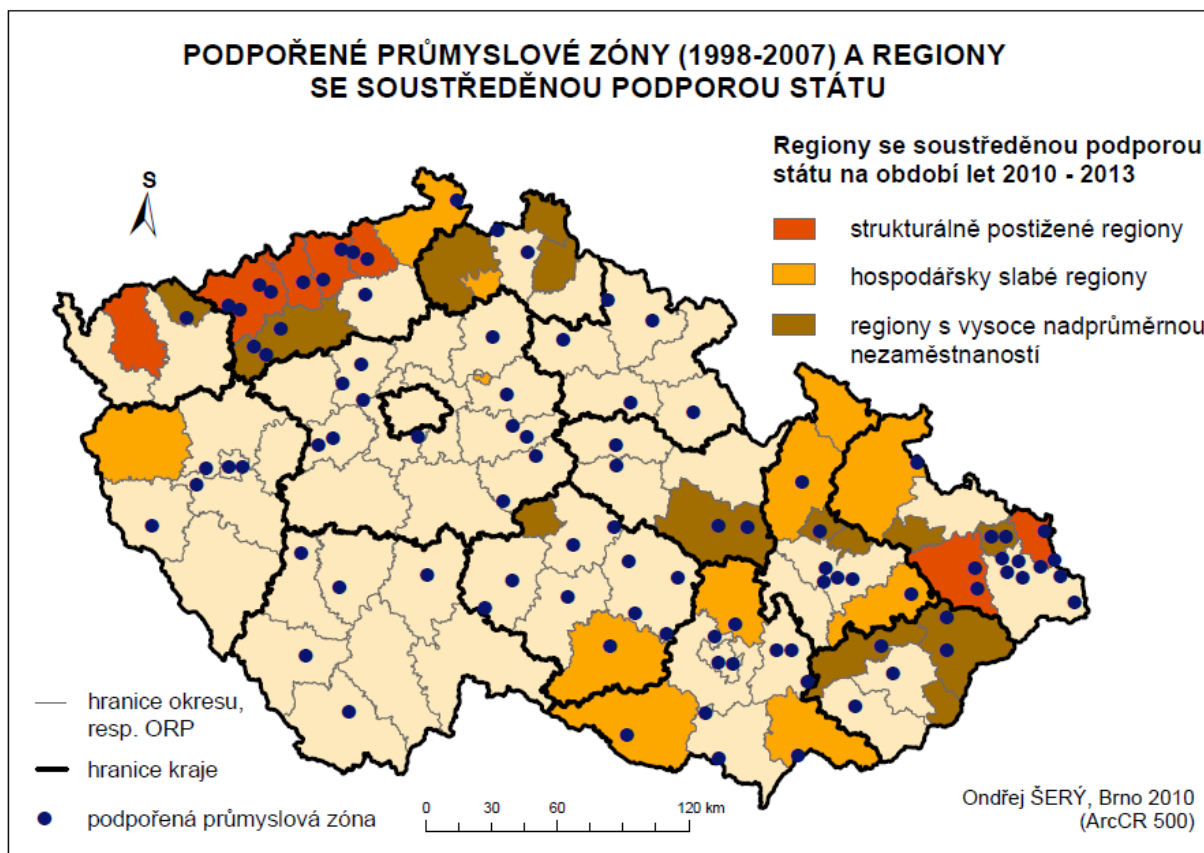 PODPOŘENÉ PRŮMYSLOVÉ ZÓNY (1998-2007) A REGIONY
SE SOUSTŘEDĚNOU PODPOROU STÁTU
Regiony se soustředěnou podporou
státu na období let 2010 - 2013
S
strukturálně postižené regiony
hospodářsky slabé regiony
regiony s vysoce nadprůměrnou
nezaměstnaností
hranice okresu,
resp. ORP
hranice kraje
podpořená průmyslová zóna
0 30 60 120 km
Ondřej ŠERÝ, Brno 2010
(ArcCR 500)